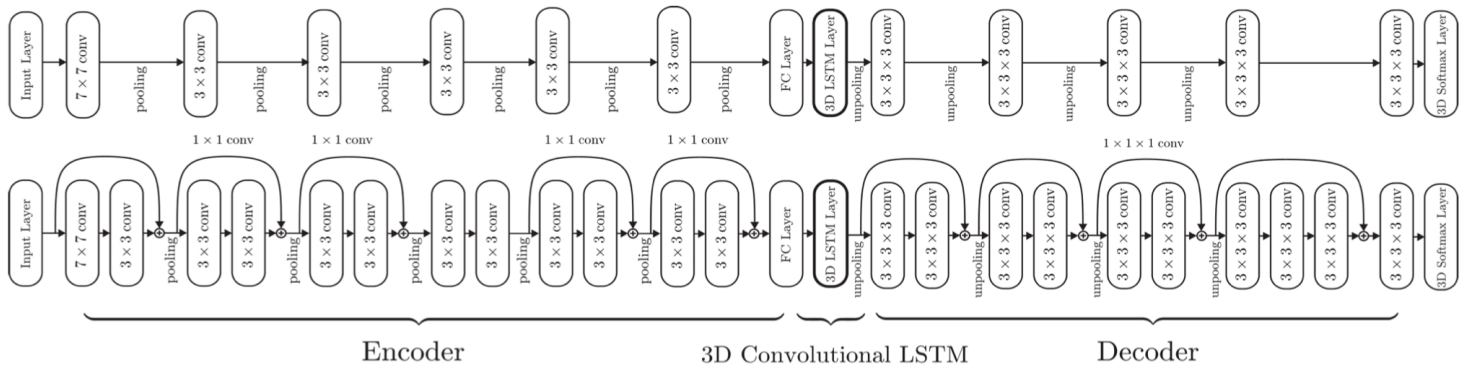 Input Layer
7 × 7 conv
pooling
3 × 3 conv
pooling
3 × 3 conv
pooling
3 × 3 conv
pooling
3 × 3 conv
pooling
3 × 3 conv
pooling
FC Layer
3D LSTM Layer
unpooling
3 × 3 × 3 conv
unpooling
3 × 3 × 3 conv
unpooling
3 × 3 × 3 conv
unpooling
3 × 3 × 3 conv
3 × 3 × 3 conv
3D Softmax Layer
1 × 1 conv
1 × 1 conv
1 × 1 conv
1 × 1 conv
1 × 1 × 1 conv
Input Layer
7 × 7 conv
3 × 3 conv
pooling
3 × 3 conv
3 × 3 conv
pooling
3 × 3 conv
3 × 3 conv
pooling
3 × 3 conv
3 × 3 conv
pooling
3 × 3 conv
3 × 3 conv
pooling
3 × 3 conv
3 × 3 conv
FC Layer
3D LSTM Layer
unpooling
3 × 3 × 3 conv
3 × 3 × 3 conv
unpooling
3 × 3 × 3 conv
3 × 3 × 3 conv
unpooling
3 × 3 × 3 conv
3 × 3 × 3 conv
unpooling
3 × 3 × 3 conv
3 × 3 × 3 conv
3 × 3 × 3 conv
3 × 3 × 3 conv
3D Softmax Layer
Encoder
3D Convolutional LSTM
Decoder